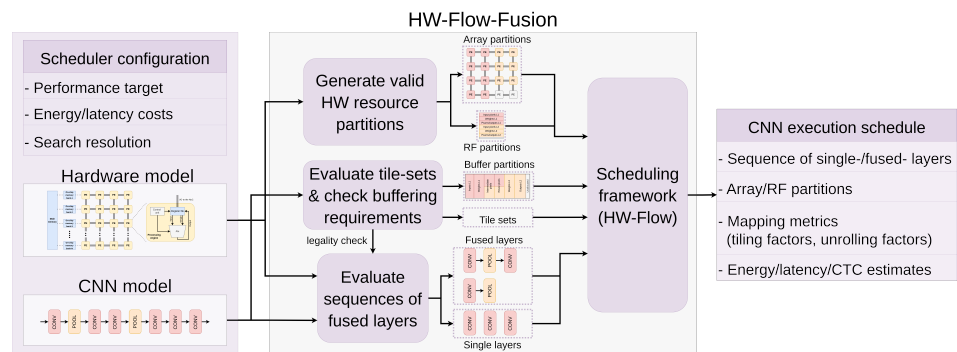 HW-Flow-Fusion
Scheduler configuration
- Performance target
- Energy/latency costs
- Search resolution
Hardware model
CNN model
CONV
POOL
CONV
CONV
POOL
CONV
CONV
CONV
Generate valid
HW resource
partitions
Evaluate tile-sets
& check buffering
requirements
legality check
Evaluate
sequences of
fused layers
Array partitions
RF partitions
Buffer partitions
Tile sets
Fused layers
CONV
POOL
CONV
CONV
POOL
CONV
CONV
CONV
Single layers
Scheduling
framework
(HW-Flow)
CNN execution schedule
- Sequence of single-/fused- layers
- Array/RF partitions
- Mapping metrics
(tiling factors, unrolling factors)
- Energy/latency/CTC estimates